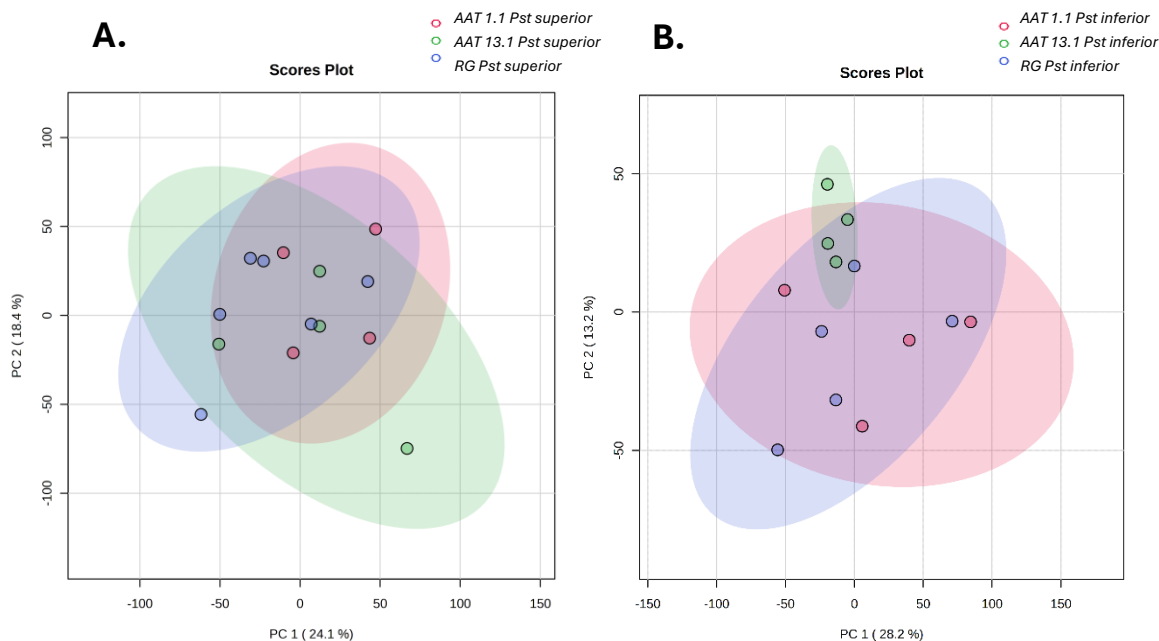 A.
AAT 1.1 Pst superior
AAT 13.1 Pst superior
RG Pst superior
Scores Plot
100
50
0
-50
-100
PC 2 ( 18.4 %)
-100
-50
0
50
100
150
PC 1 ( 24.1 %)
B.
AAT 1.1 Pst inferior
AAT 13.1 Pst inferior
RG Pst inferior
Scores Plot
50
0
-50
PC 2 ( 13.2 %)
-150
-100
-50
0
50
100
150
PC 1 ( 28.2 %)